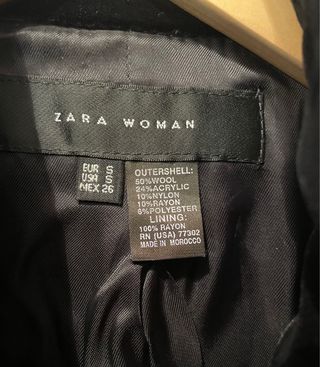 ZARA WOMAN
EUR S
USA S
MEX 26
OUTERSHELL:
50%WOOL
24%ACRYLIC
10%NYLON
10%RAYON
6%POLYESTER
LINING:
100% RAYON
RN (USA) 77302
MADE IN MOROCCO